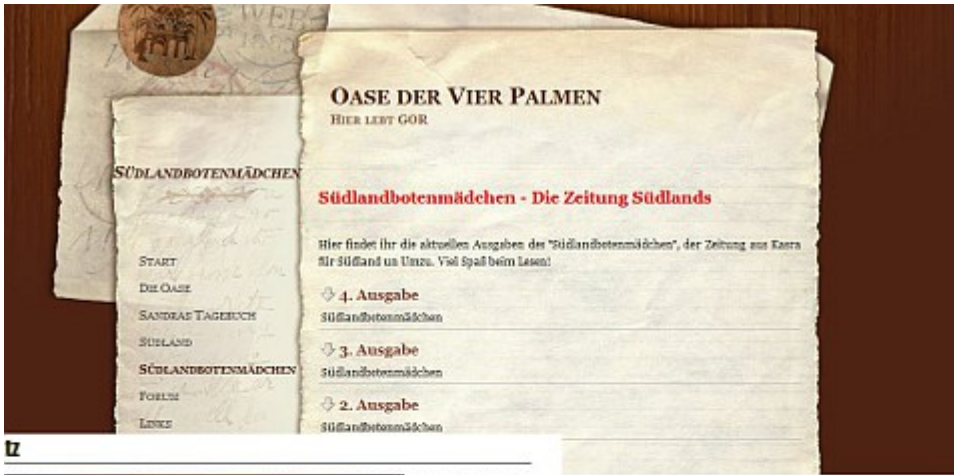 WEB
OASE DER VIER PALMEN
HIER LEBT GOR
SÜDLANDBOTENMÄDCHEN
START
DIE OASE
SANDRAS TAGEBUCH
SÜDLAND
SÜDLANDBOTENMÄDCHEN
FORUM
LINKS
Südlandbotenmädchen - Die Zeitung Südlands
Hier findet ihr die aktuellen Ausgaben des "Südlandbotenmädchen", der Zeitung aus Kasra
für Südland un Umzu. Viel Spaß beim Lesen!
4. Ausgabe
Südlandbotenmädchen
3. Ausgabe
Südlandbotenmädchen
2. Ausgabe
Südlandbotenmädchen
tz